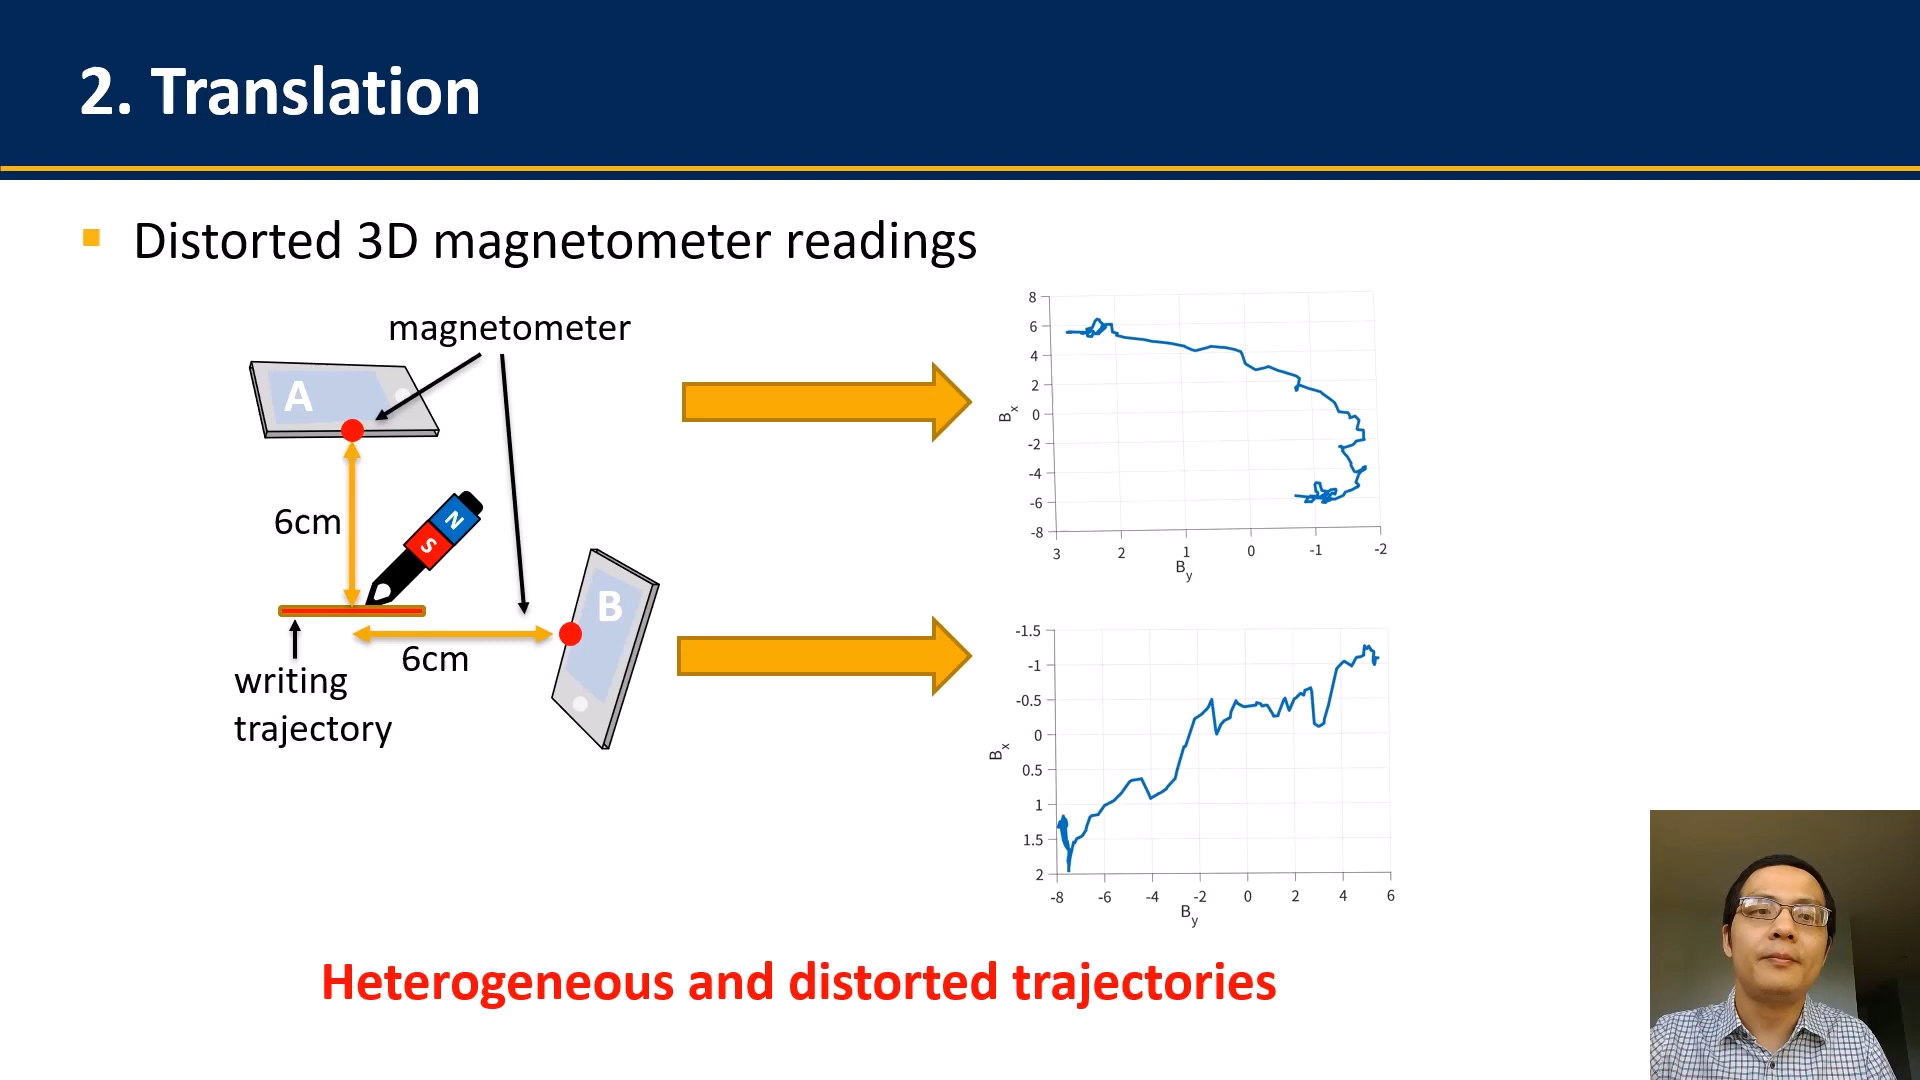 2. Translation
Distorted 3D magnetometer readings
magnetometer
A
6cm
N
S
B
6cm
writing
trajectory
8
6
4
2
0
-2
-4
-6
-8
Bx
3 2 1 0 -1 -2
By
-1.5
-1
-0.5
0
0.5
1
1.5
2
Bx
-8 -6 -4 -2 0 2 4 6
By
Heterogeneous and distorted trajectories